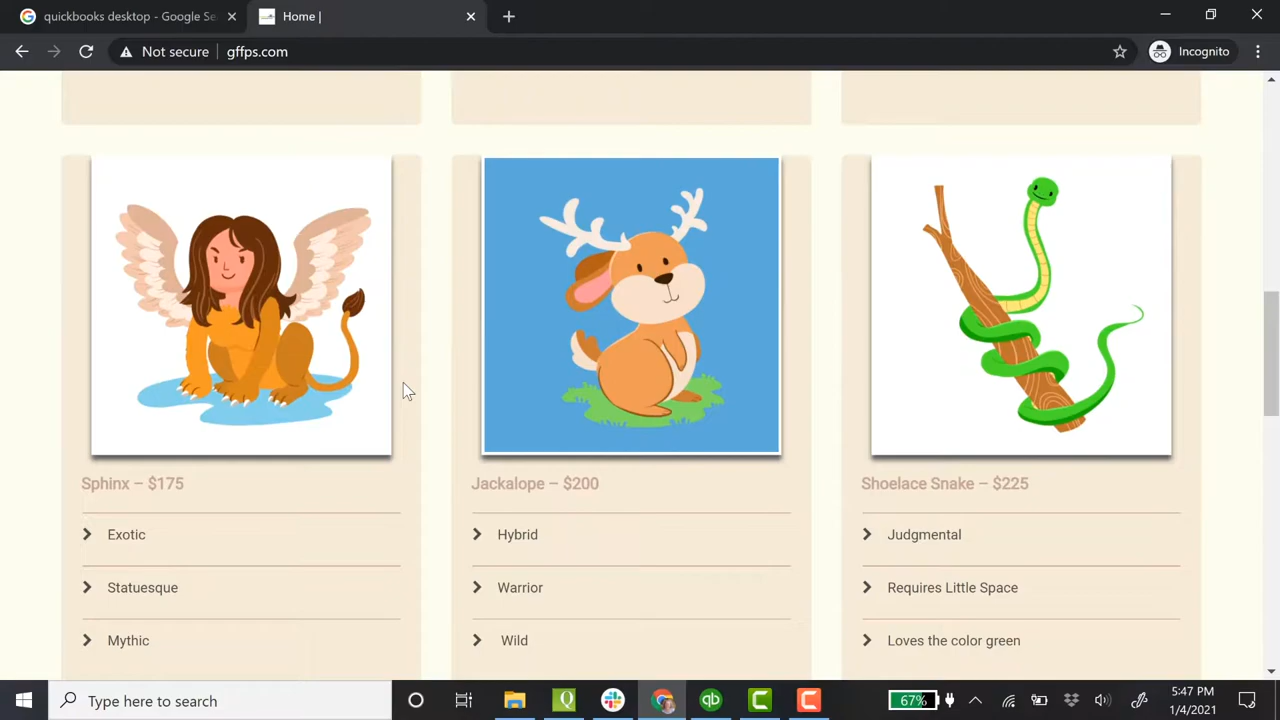 quickbooks desktop - Google Se
Home |
Not secure
gffps.com
Incognito
Sphinx – $175
Jackalope – $200
Shoelace Snake – $225
Exotic
Hybrid
Judgmental
Statuesque
Warrior
Requires Little Space
Mythic
Wild
Loves the color green
Type here to search
67%
5:47 PM
1/4/2021